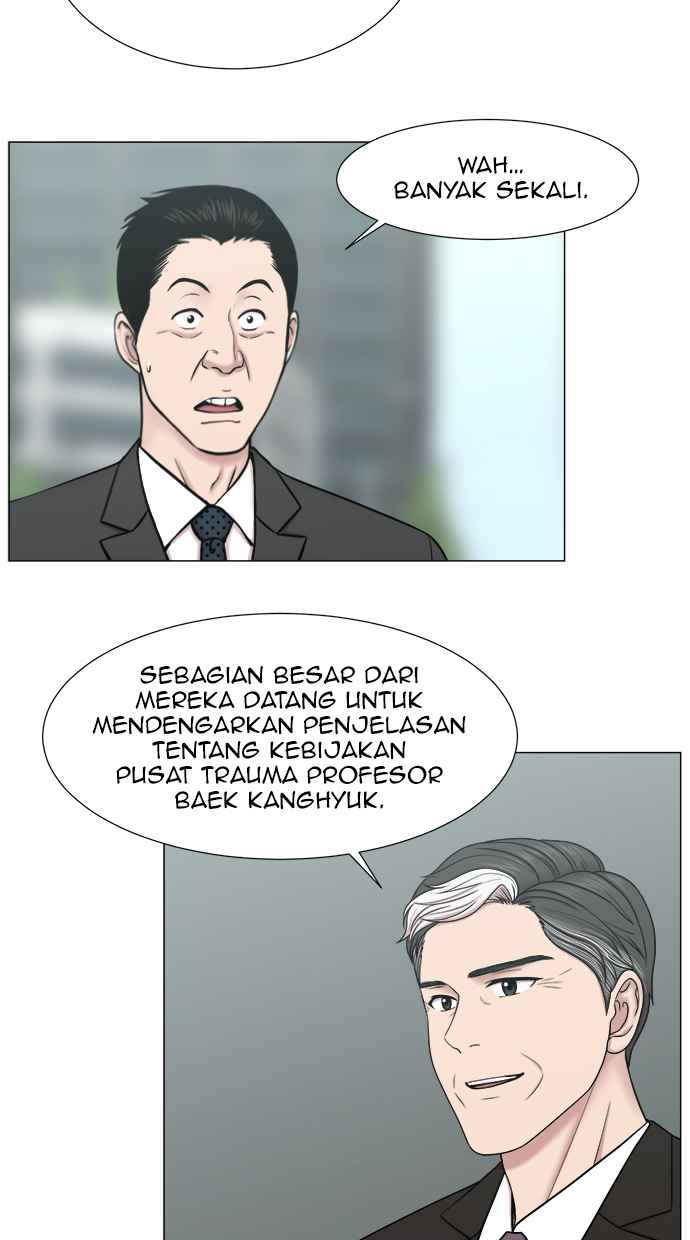 WAH...
BANYAK SEKALI.
SEBAGIAN BESAR DARI
MEREKA DATANG UNTUK
MENDENGARKAN PENJELASAN
TENTANG KEBIJAKAN
PUSAT TRAUMA PROFESOR
BAEK KANGHYUK.